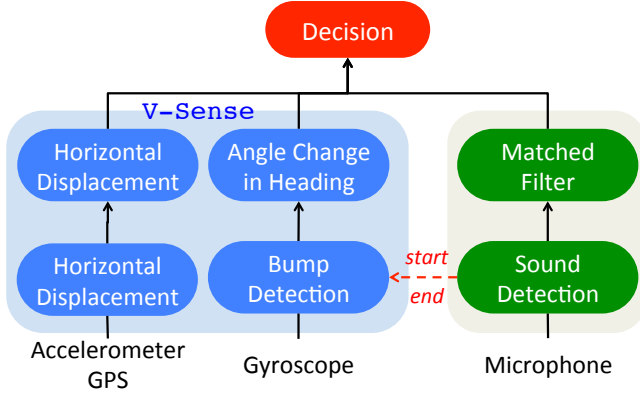 Decision
V-Sense
Horizontal
Displacement
Angle Change
in Heading
Matched
Filter
Horizontal
Displacement
Bump
Detection
start
end
Sound
Detection
Accelerometer
GPS
Gyroscope
Microphone